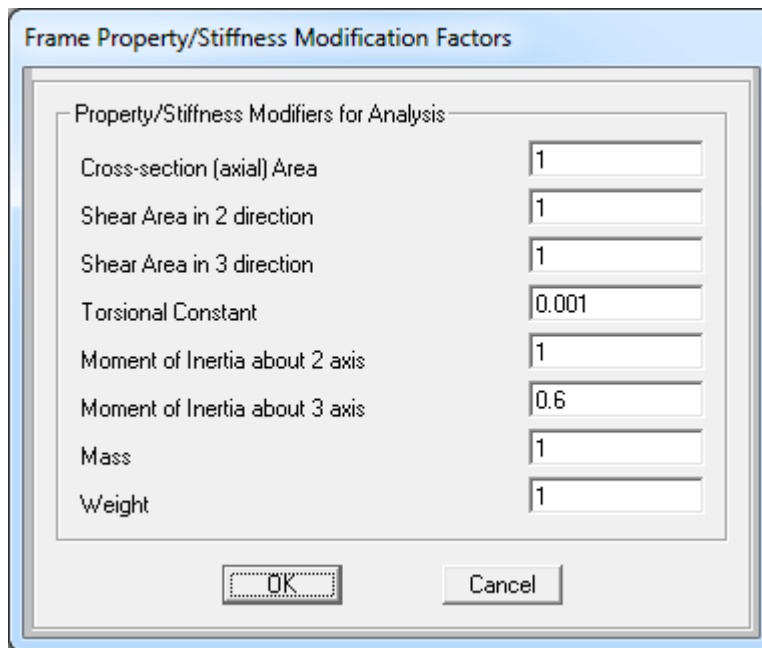 Frame Property/Stiffness Modification Factors
Property/Stiffness Modifiers for Analysis
Cross-section (axial) Area 1
Shear Area in 2 direction 1
Shear Area in 3 direction 1
Torsional Constant 0.001
Moment of Inertia about 2 axis 1
Moment of Inertia about 3 axis 0.6
Mass 1
Weight 1
OK Cancel